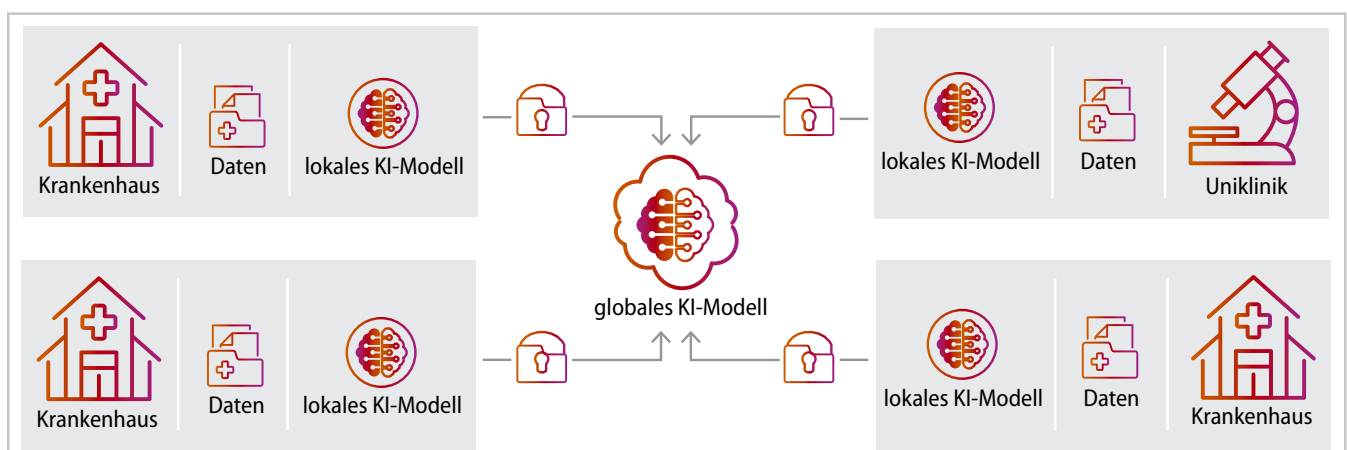 Krankenhaus
Daten
lokales KI-Modell
lokales KI-Modell
Daten
Uniklinik
globales KI-Modell
Krankenhaus
Daten
lokales KI-Modell
lokales KI-Modell
Daten
Krankenhaus